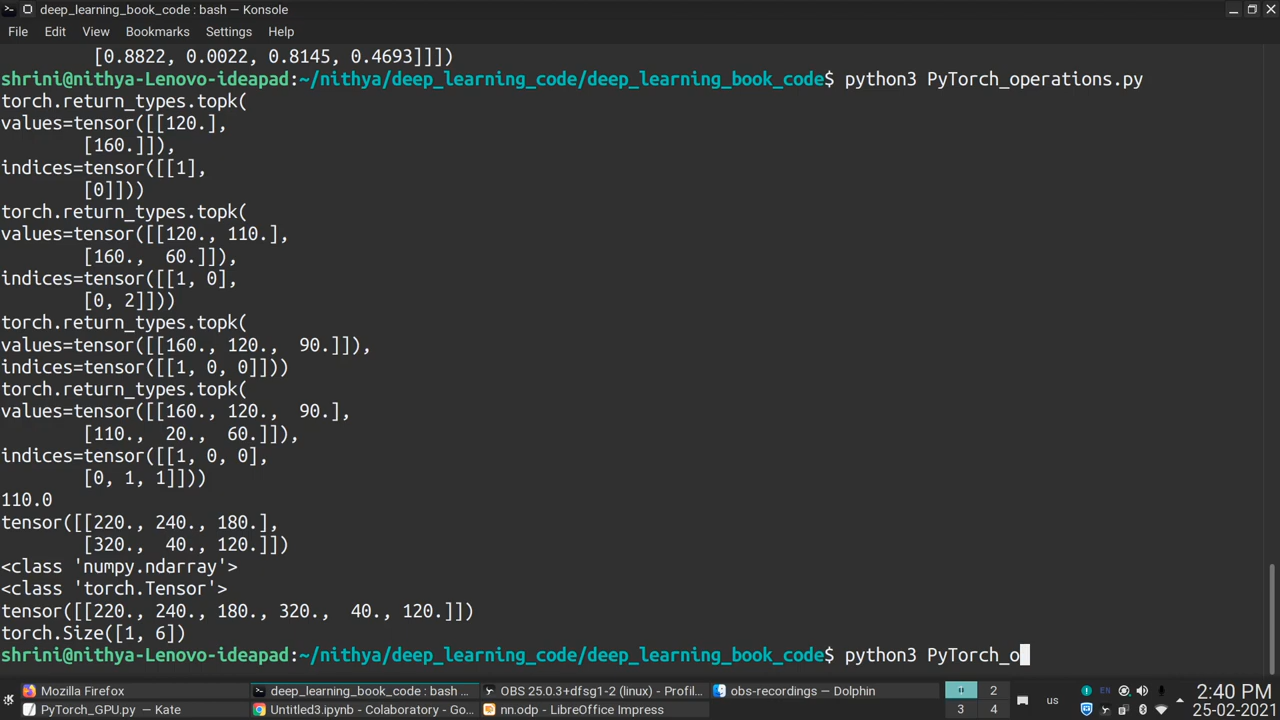 deep_learning_book_code : bash — Konsole
File Edit View Bookmarks Settings Help
[0.8822, 0.0022, 0.8145, 0.4693]]])
shrini@nithya-Lenovo-ideapad:~/nithya/deep_learning_code/deep_learning_book_code$ python3 PyTorch_operations.py
torch.return_types.topk(
values=tensor([[120.],
[160.]]),
indices=tensor([[1],
[0]]))
torch.return_types.topk(
values=tensor([[120., 110.],
[160., 60.]]),
indices=tensor([[1, 0],
[0, 2]]))
torch.return_types.topk(
values=tensor([[160., 120., 90.]]),
indices=tensor([[1, 0, 0]]))
torch.return_types.topk(
values=tensor([[160., 120., 90.],
[110., 20., 60.]]),
indices=tensor([[1, 0, 0],
[0, 1, 1]]))
110.0
tensor([[220., 240., 180.],
[320., 40., 120.]])
<class 'numpy.ndarray'>
<class 'torch.Tensor'>
tensor([[220., 240., 180., 320., 40., 120.]])
torch.Size([1, 6])
shrini@nithya-Lenovo-ideapad:~/nithya/deep_learning_code/deep_learning_book_code$ python3 PyTorch_o
Mozilla Firefox deep_learning_book_code : bash ... OBS 25.0.3+dfsg1-2 (linux) - Profil... obs-recordings — Dolphin 2 EN 2:40 PM
PyTorch_GPU.py — Kate Untitled3.ipynb - Colaboratory - Go... nn.odp - LibreOffice Impress 3 4 us 25-02-2021